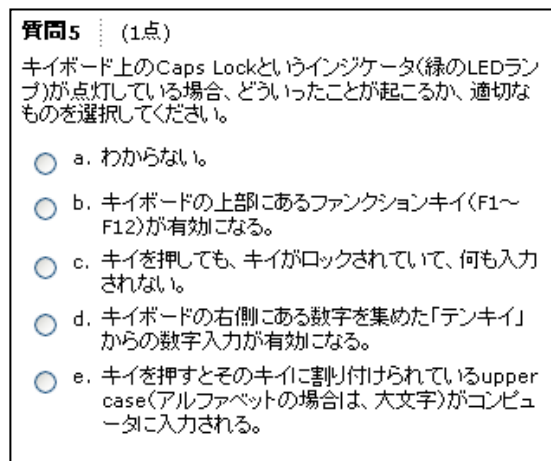 質問5 (1点)
キーボード上のCaps Lockというインジケータ(緑のLEDラン
プ)が点灯している場合、どういったことが起こるか、適切な
ものを選択してください。
a. わからない。
b. キーボードの上部にあるファンクションキィ(F1～
F12)が有効になる。
c. キィを押しても、キィがロックされていて、何も入力
されない。
d. キィボードの右側にある数字を集めた「テンキィ」
からの数字入力が有効になる。
e. キィを押すとそのキィに割り付けられているupper
case(アルファベットの場合は、大文字)がコンピュ
ータに入力される。